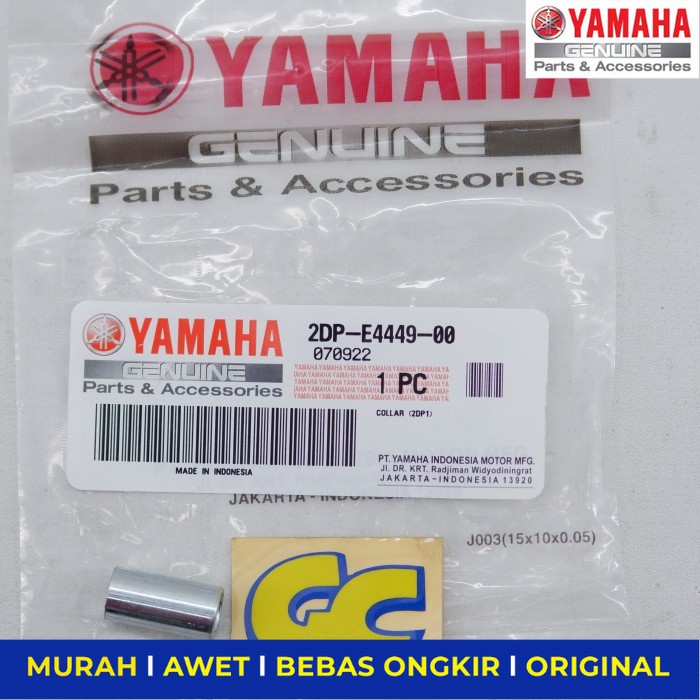 YAMAHA
GENUINE
Parts & Accessories
YAMAHA
GENUINE
Parts & Accessories
YAMAHA
GENUINE
Parts & Accessories
MADE IN INDONESIA
2DP-E4449-00
070922
1 PC
COLLAR (2DP1)
PT. YAMAHA INDONESIA MOTOR MFG.
Jl. DR. KRT. Radjiman Widyodiningrat
JAKARTA-INDONESIA 13920
J003(15x10x0.05)
GC
MURAH | AWET | BEBAS ONGKIR | ORIGINAL